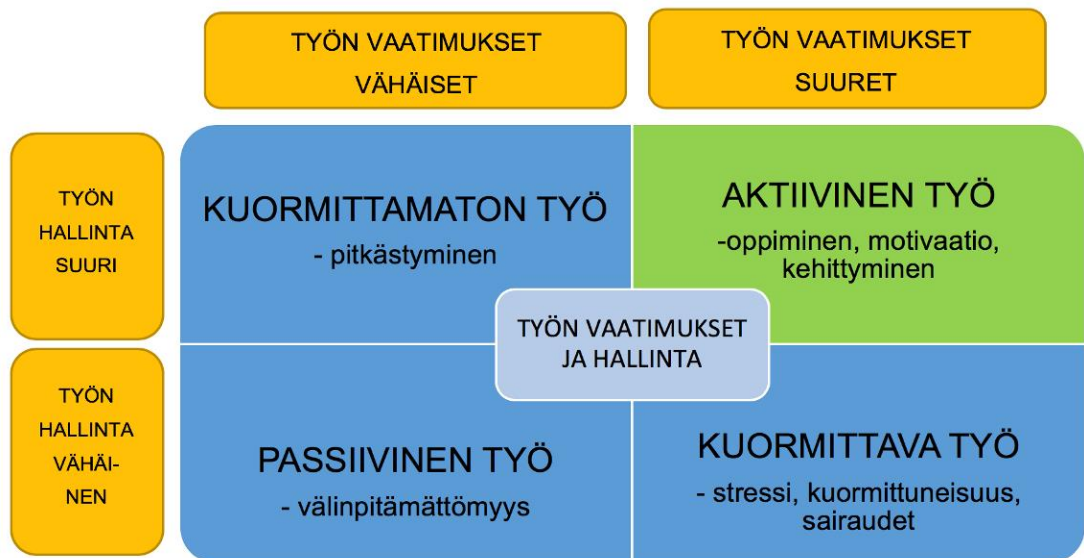 TYÖN VAATIMUKSET
VÄHÄISET
TYÖN VAATIMUKSET
SUURET
TYÖN
HALLINTA
SUURI
KUORMITTAMATON TYÖ
- pitkästyminen
AKTIIVINEN TYÖ
-oppiminen, motivaatio,
kehittyminen
TYÖN VAATIMUKSET
JA HALLINTA
TYÖN
HALLINTA
VÄHÄI-
NEN
PASSIIVINEN TYÖ
- välinpitämättömyys
KUORMITTAVA TYÖ
- stressi, kuormittuneisuus,
sairaudet